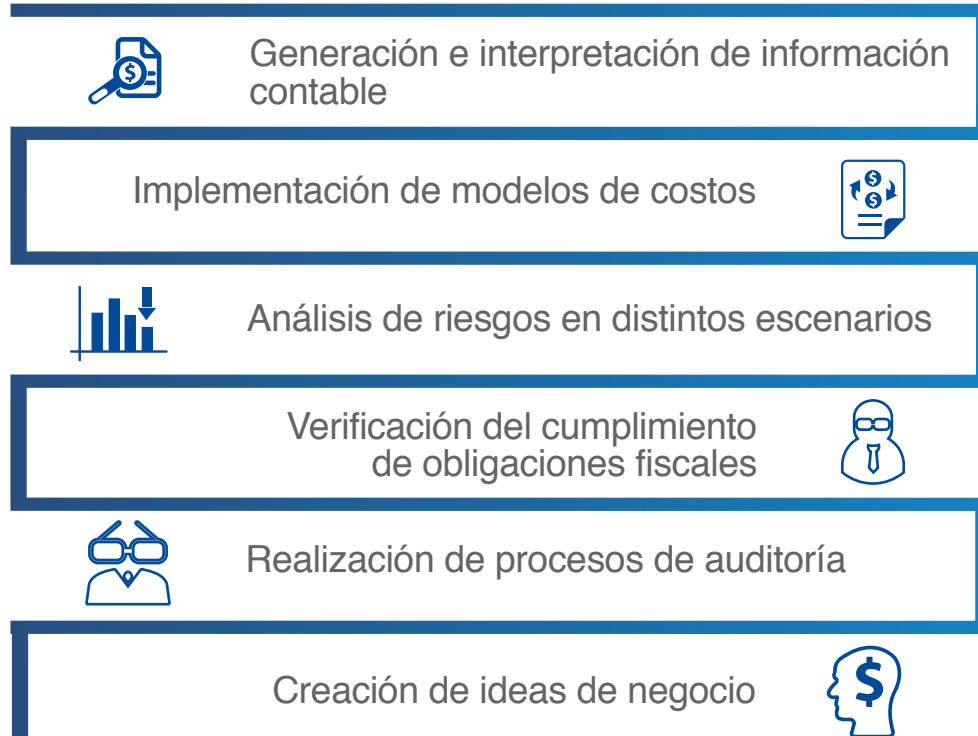 Generación e interpretación de información
contable
Implementación de modelos de costos
Análisis de riesgos en distintos escenarios
Verificación del cumplimiento
de obligaciones fiscales
Realización de procesos de auditoría
Creación de ideas de negocio